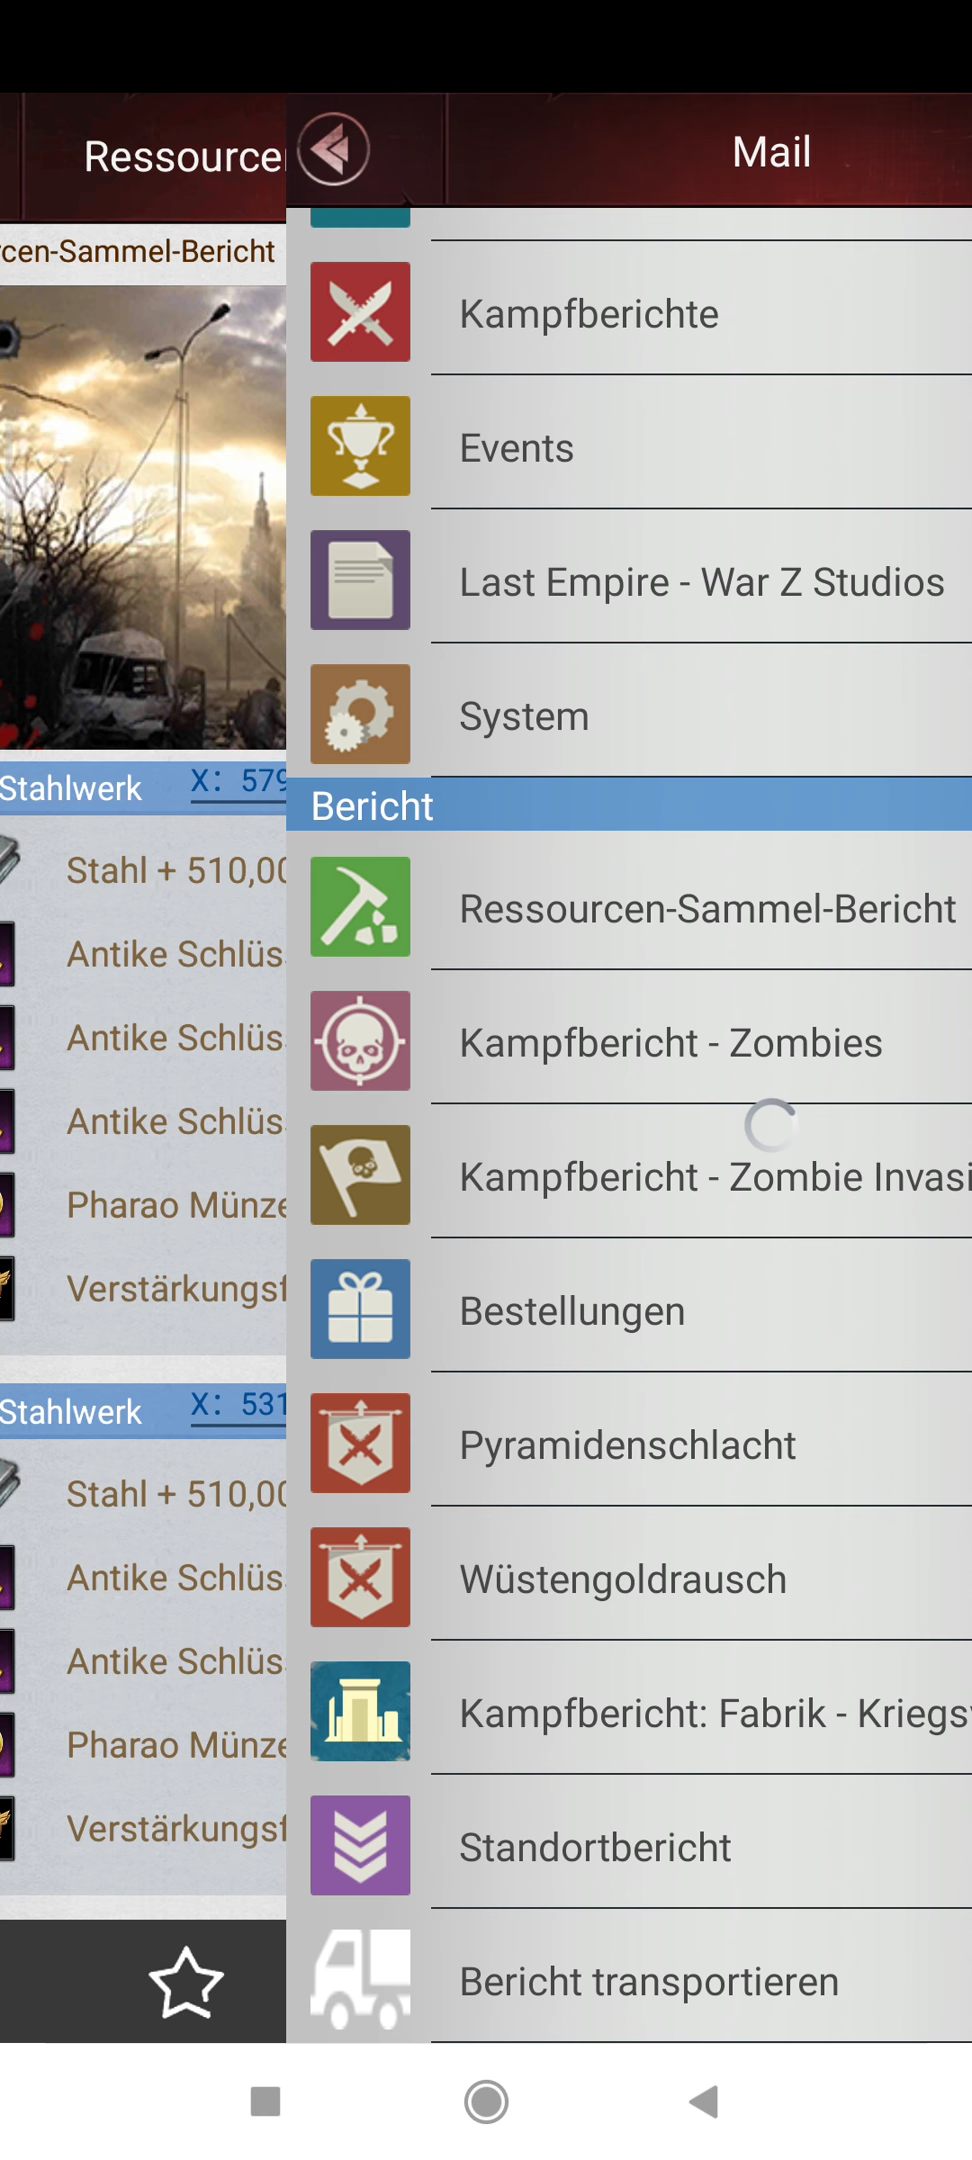 Ressourcen
Mail
rcen-Sammel-Bericht
Kampfberichte
Events
Last Empire - War Z Studios
System
Stahlwerk X: 579
Bericht
Stahl + 510,00
Ressourcen-Sammel-Bericht
Antike Schlüs
Antike Schlüs
Kampfbericht - Zombies
Antike Schlüs
Kampfbericht - Zombie Invasi
Pharao Münze
Verstärkungsf
Bestellungen
Stahlwerk X: 531
Pyramidenschlacht
Stahl + 510,00
Antike Schlüs
Wüstengoldrausch
Antike Schlüs
Kampfbericht: Fabrik - Kriegs
Pharao Münze
Verstärkungsf
Standortbericht
Bericht transportieren